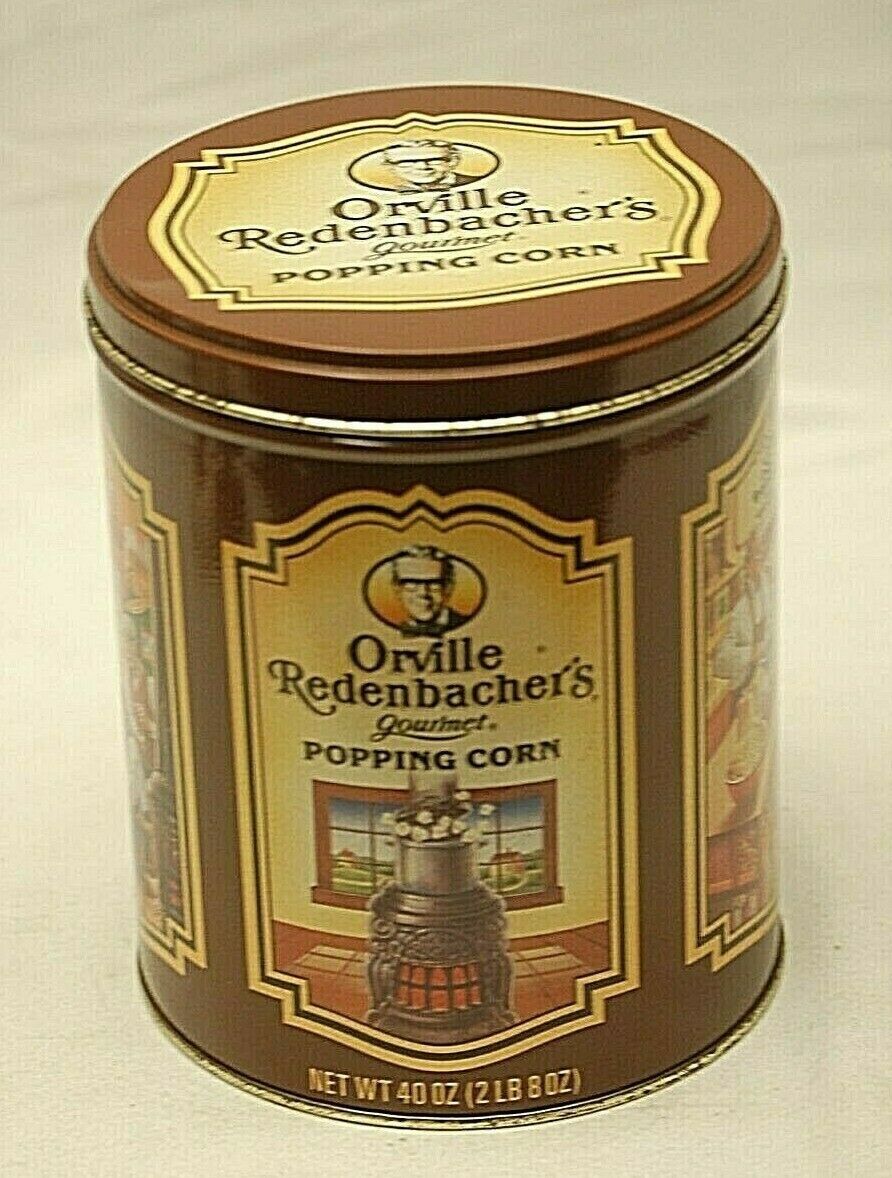 Orville
Redenbacher's®
gourmet®
POPPING CORN
Orville
Redenbacher's®
gourmet®
POPPING CORN
NET WT 40 OZ (2 LB 8 OZ)